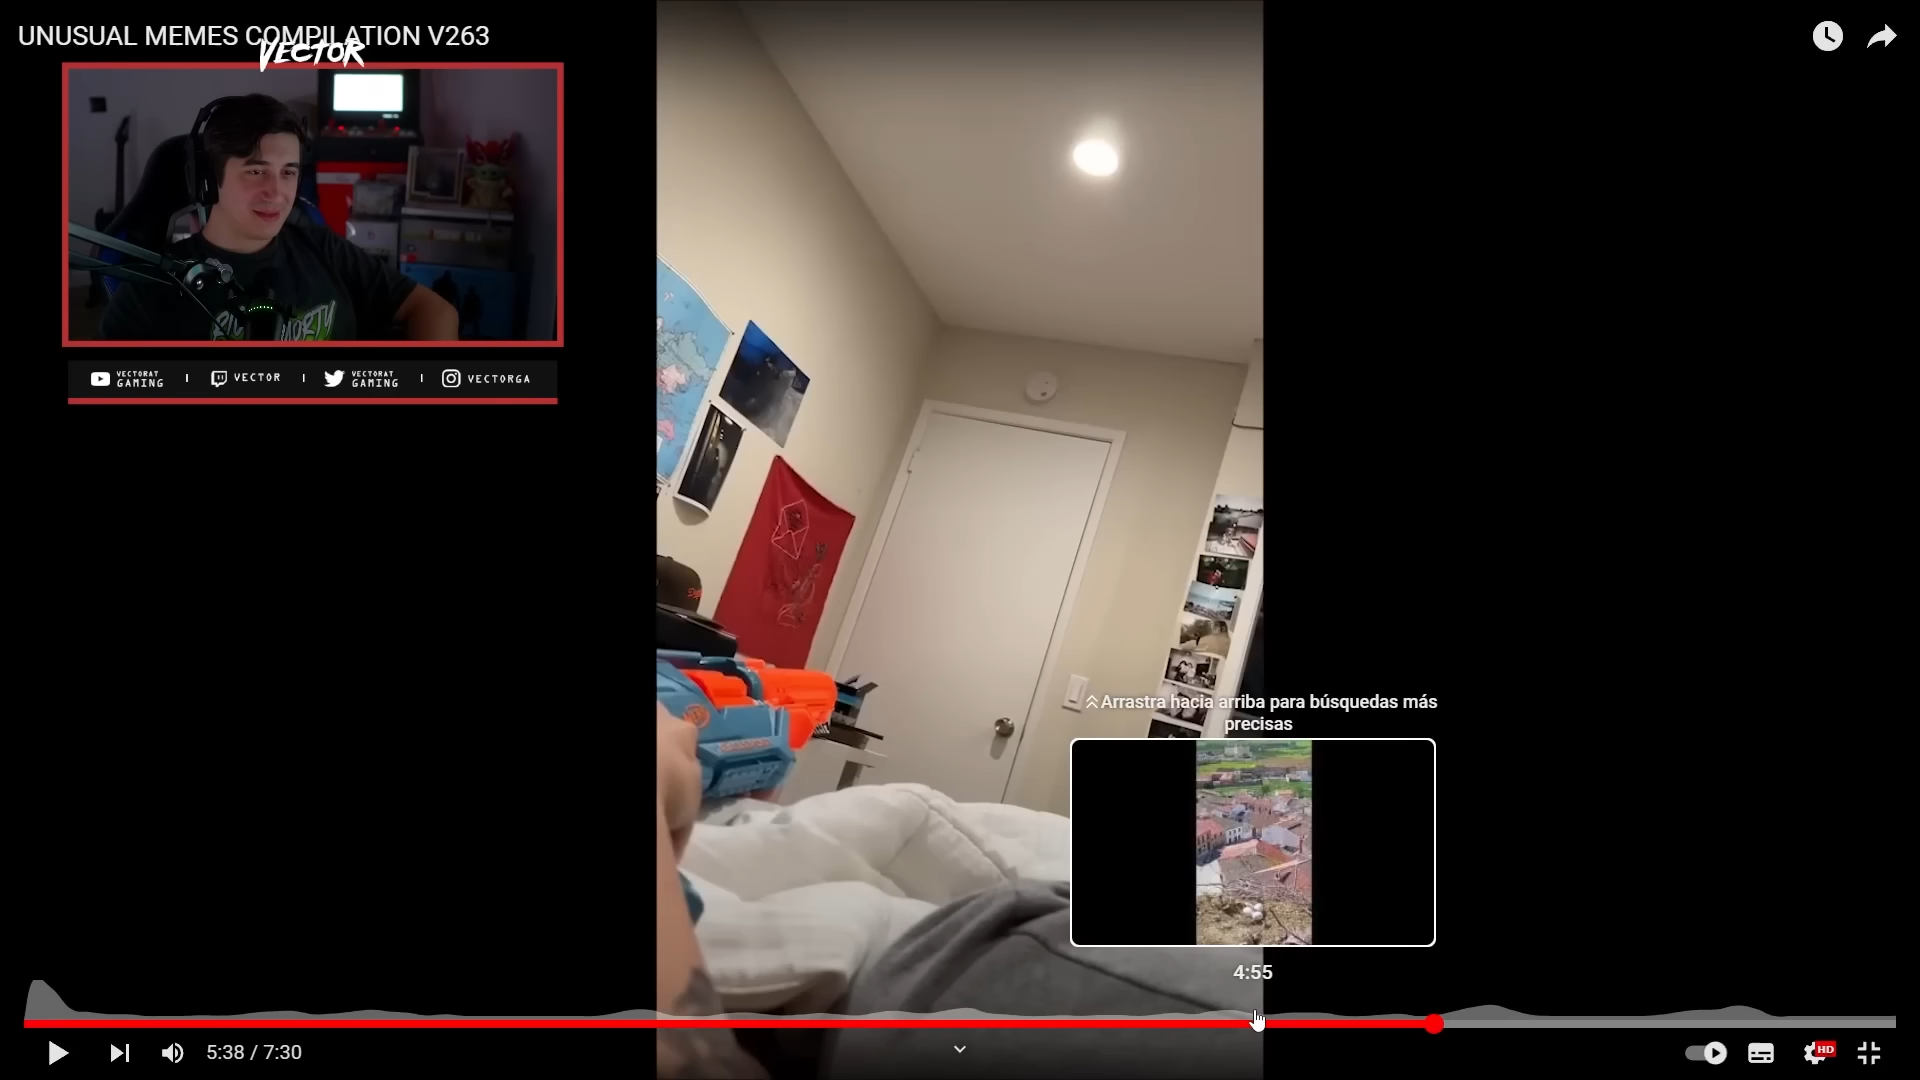 UNUSUAL MEMES COMPILATION V263
VECTOR
VECTORAT GAMING
VECTOR
VECTORAT GAMING
VECTORGA
Arrastra hacia arriba para búsquedas más
precisas
4:55
5:38 / 7:30
HD